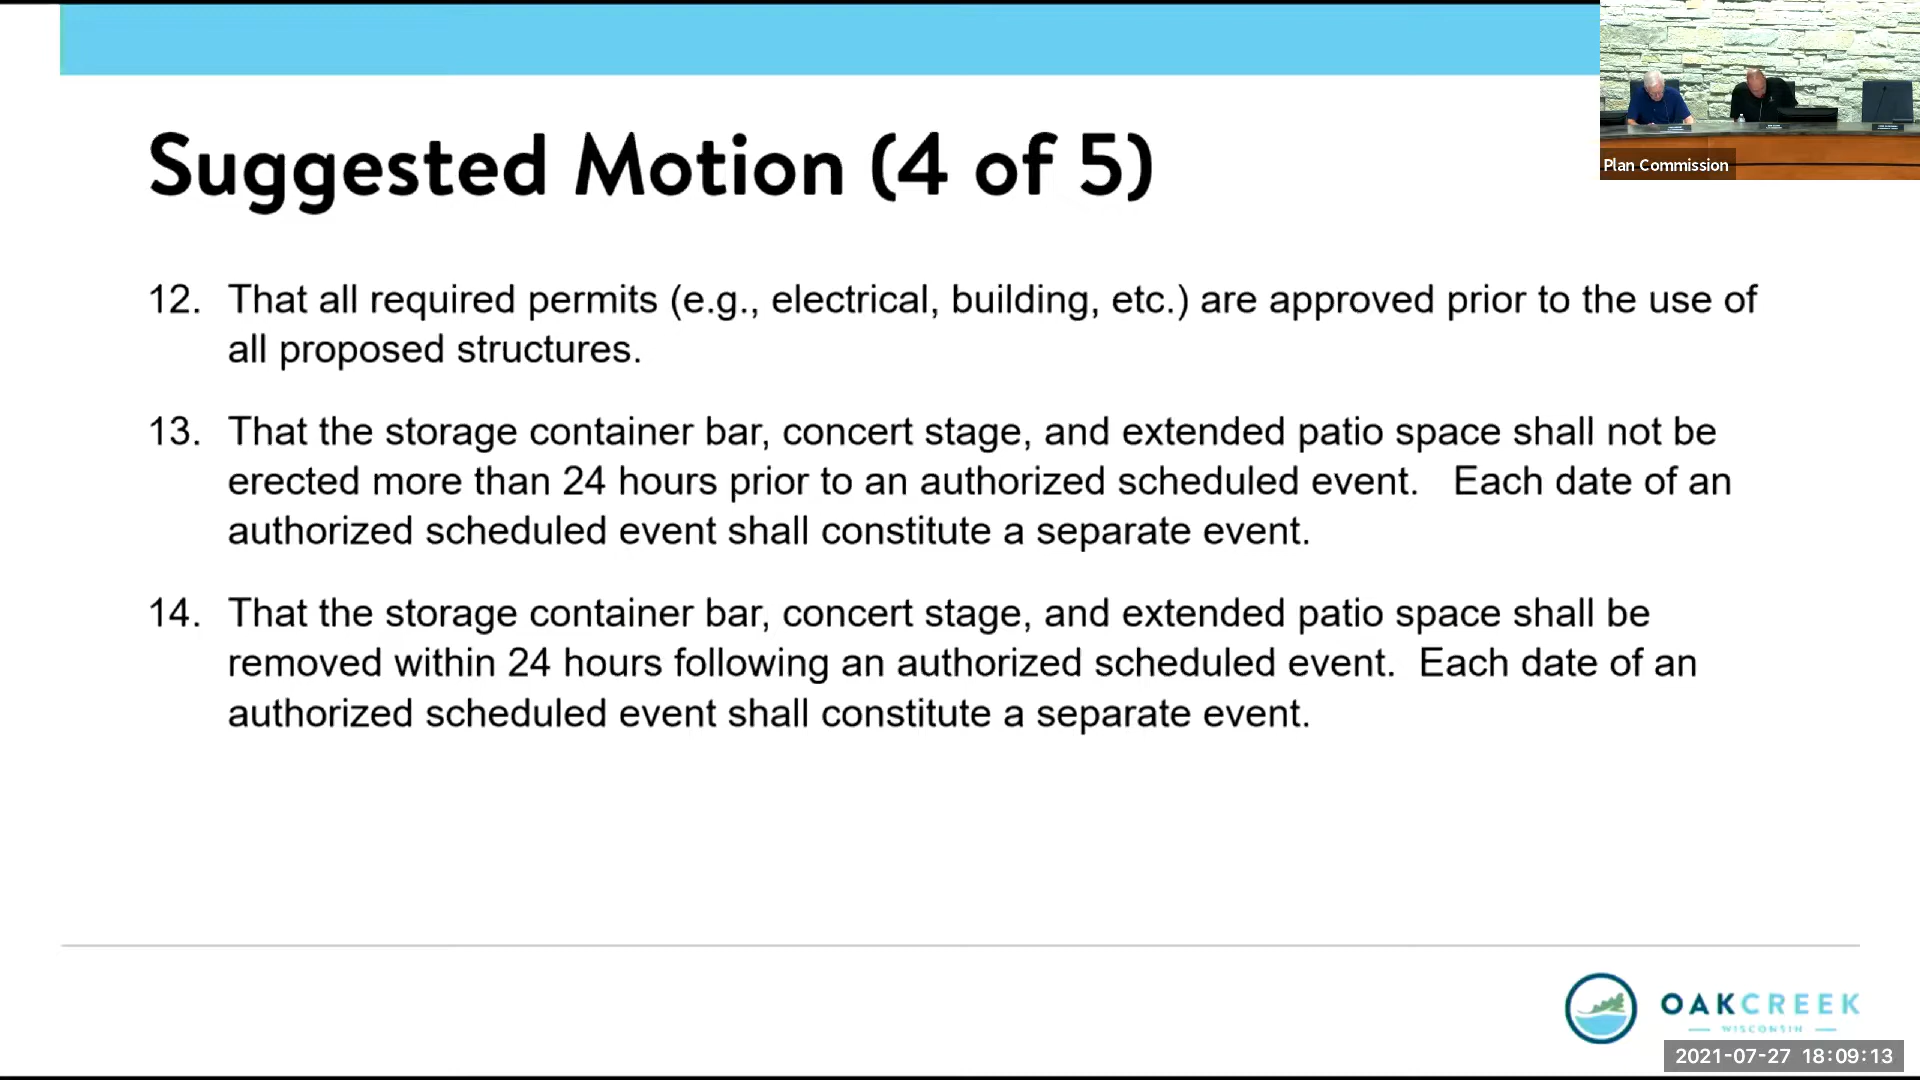 Plan Commission
Suggested Motion (4 of 5)
12. That all required permits (e.g., electrical, building, etc.) are approved prior to the use of
all proposed structures.
13. That the storage container bar, concert stage, and extended patio space shall not be
erected more than 24 hours prior to an authorized scheduled event. Each date of an
authorized scheduled event shall constitute a separate event.
14. That the storage container bar, concert stage, and extended patio space shall be
removed within 24 hours following an authorized scheduled event. Each date of an
authorized scheduled event shall constitute a separate event.
OAKCREEK
WISCONSIN
2021-07-27 18:09:13